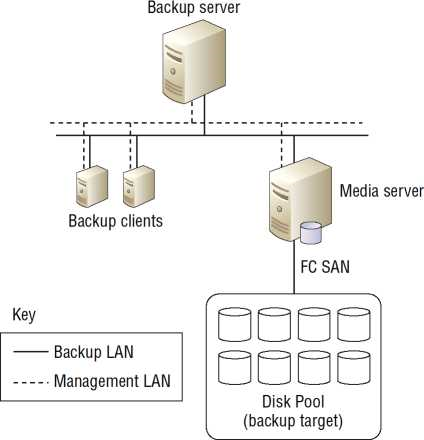 Backup server
Backup clients
Media server
FC SAN
Key
Backup LAN
Management LAN
Disk Pool
(backup target)